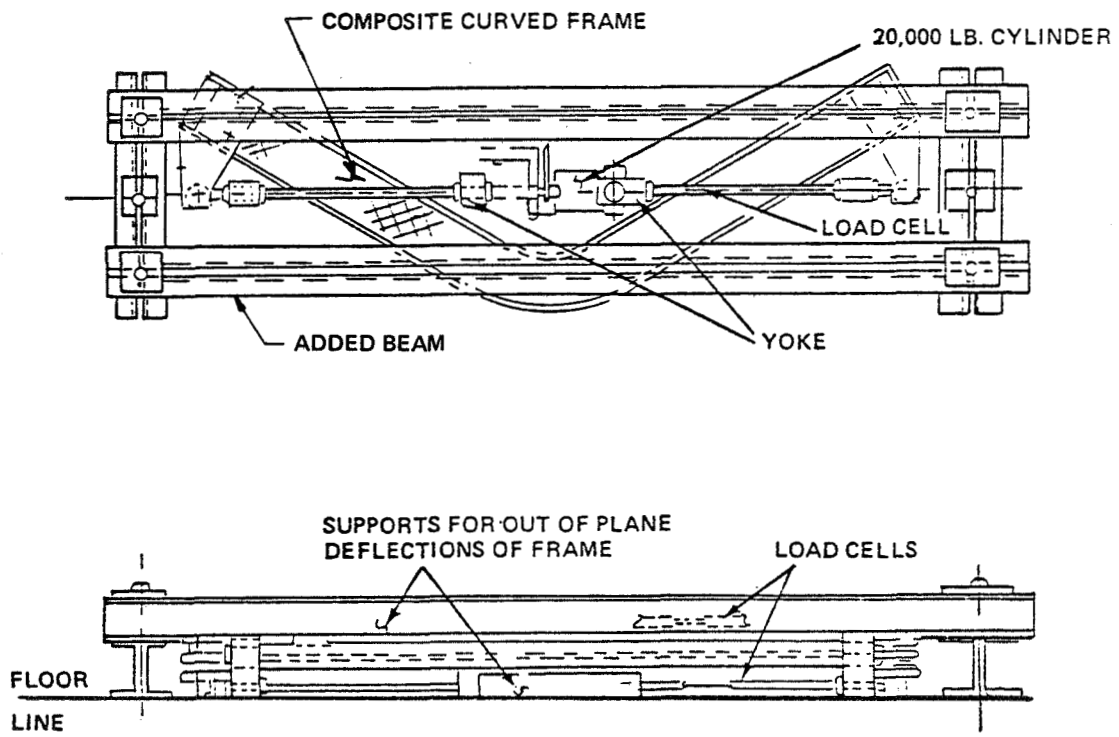 COMPOSITE CURVED FRAME
20,000 LB. CYLINDER
LOAD CELL
ADDED BEAM
YOKE
SUPPORTS FOR OUT OF PLANE
DEFLECTIONS OF FRAME
LOAD CELLS
FLOOR
LINE